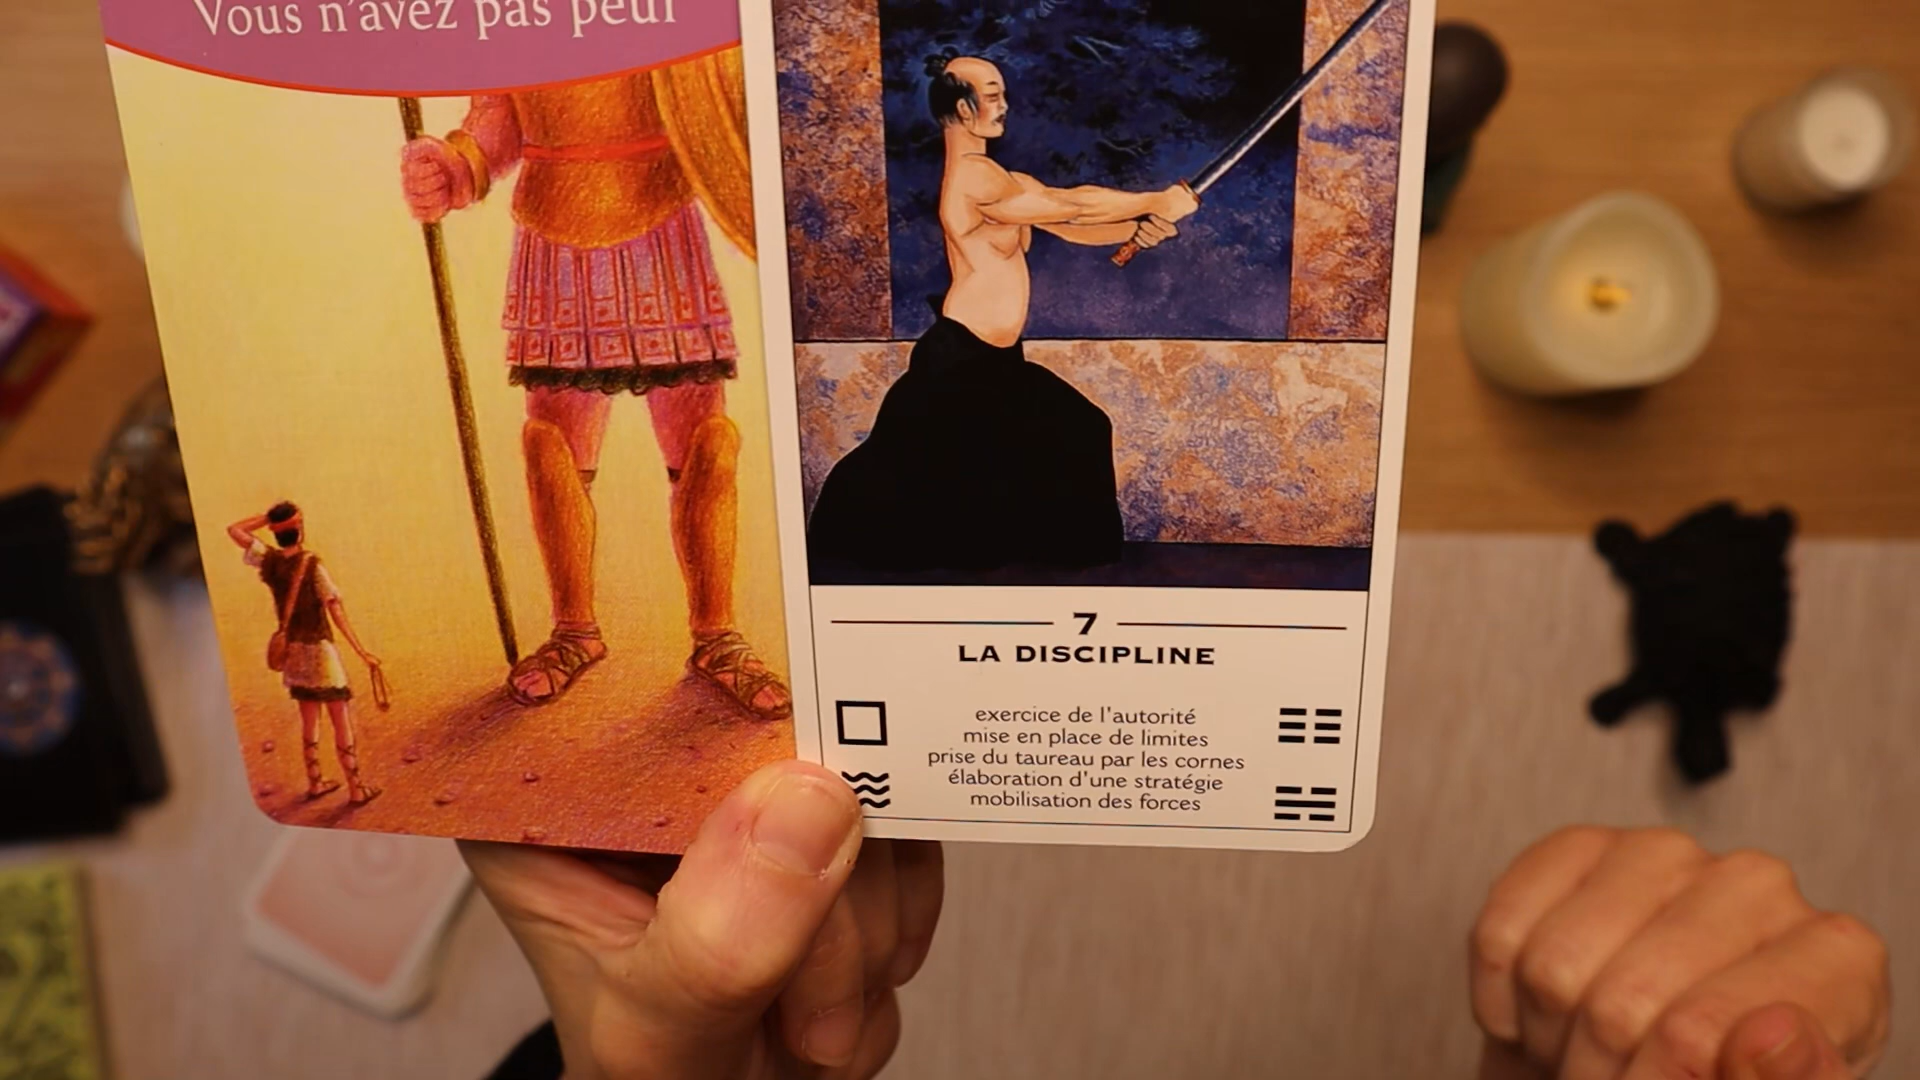 Vous n'avez pas peur
7
LA DISCIPLINE
exercice de l'autorité
mise en place de limites
prise du taureau par les cornes
élaboration d'une stratégie
mobilisation des forces